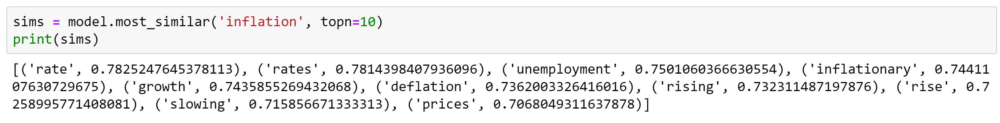 sims = model.most_similar('inflation', topn=10)
print(sims)
[('rate', 0.7825247645378113), ('rates', 0.7814398407936096), ('unemployment', 0.7501060366630554), ('inflationary', 0.74411
07630729675), ('growth', 0.7435855269432068), ('deflation', 0.7362003326416016), ('rising', 0.732311487197876), ('rise', 0.7
258995771408081), ('slowing', 0.715856671333313), ('prices', 0.7068049311637878)]